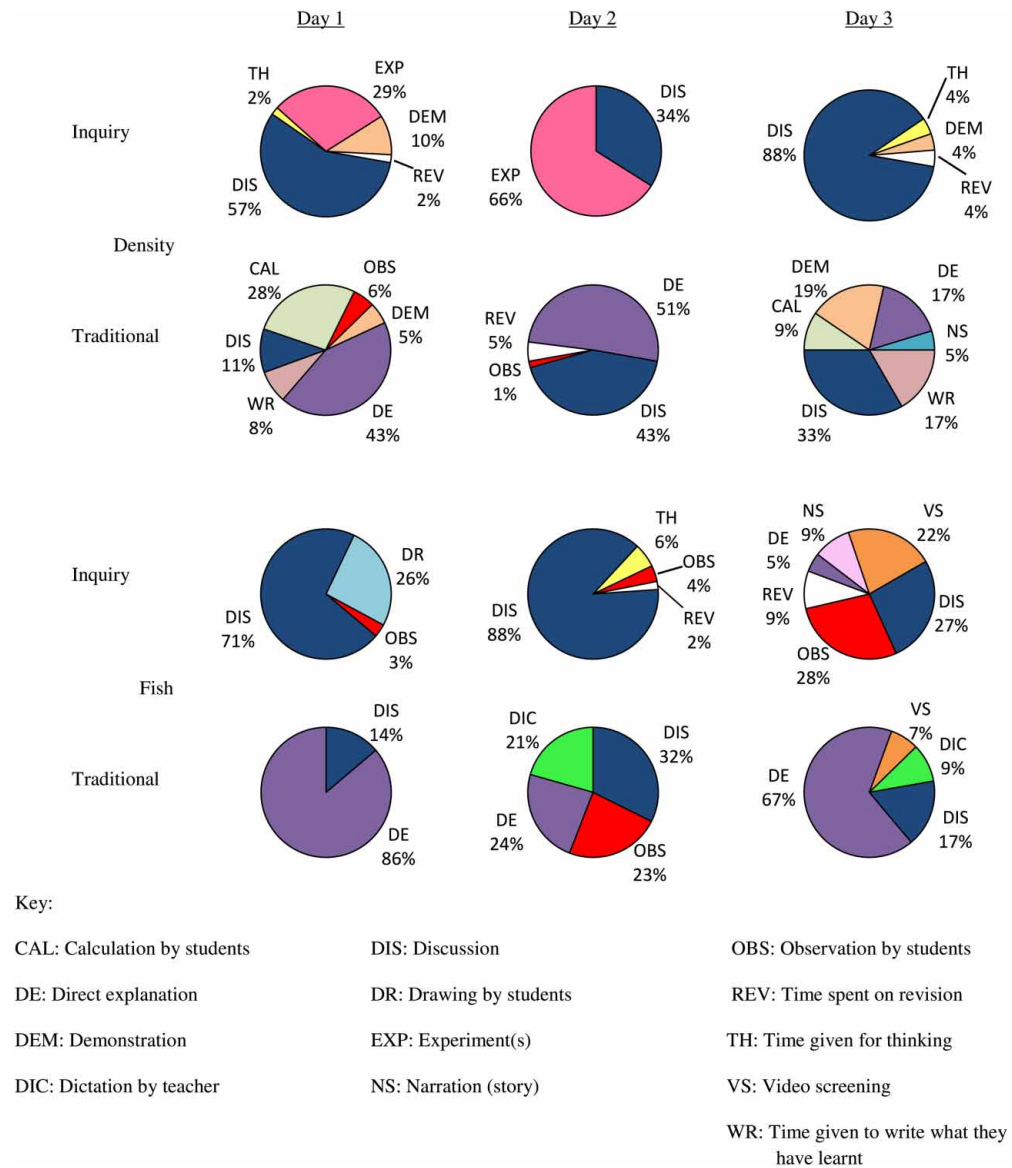 Day 1 Day 2 Day 3
Inquiry
TH
2%
EXP
29%
DEM
10%
REV
2%
DIS
57%
DIS
34%
EXP
66%
DIS
88%
TH
4%
DEM
4%
REV
4%
Density
Traditional
CAL
28%
OBS
6%
DEM
5%
DE
43%
WR
8%
DIS
11%
DE
51%
REV
5%
OBS
1%
DIS
43%
DEM
19%
DE
17%
CAL
9%
NS
5%
WR
17%
DIS
33%
Inquiry
DR
26%
DIS
71%
OBS
3%
TH
6%
OBS
4%
REV
2%
DIS
88%
NS
9%
VS
22%
DE
5%
REV
9%
DIS
27%
OBS
28%
Fish
Traditional
DIS
14%
DE
86%
DIC
21%
DIS
32%
DE
24%
OBS
23%
VS
7%
DIC
9%
DE
67%
DIS
17%
Key:
CAL: Calculation by students DIS: Discussion OBS: Observation by students
DE: Direct explanation DR: Drawing by students REV: Time spent on revision
DEM: Demonstration EXP: Experiment(s) TH: Time given for thinking
DIC: Dictation by teacher NS: Narration (story) VS: Video screening
WR: Time given to write what they
have learnt